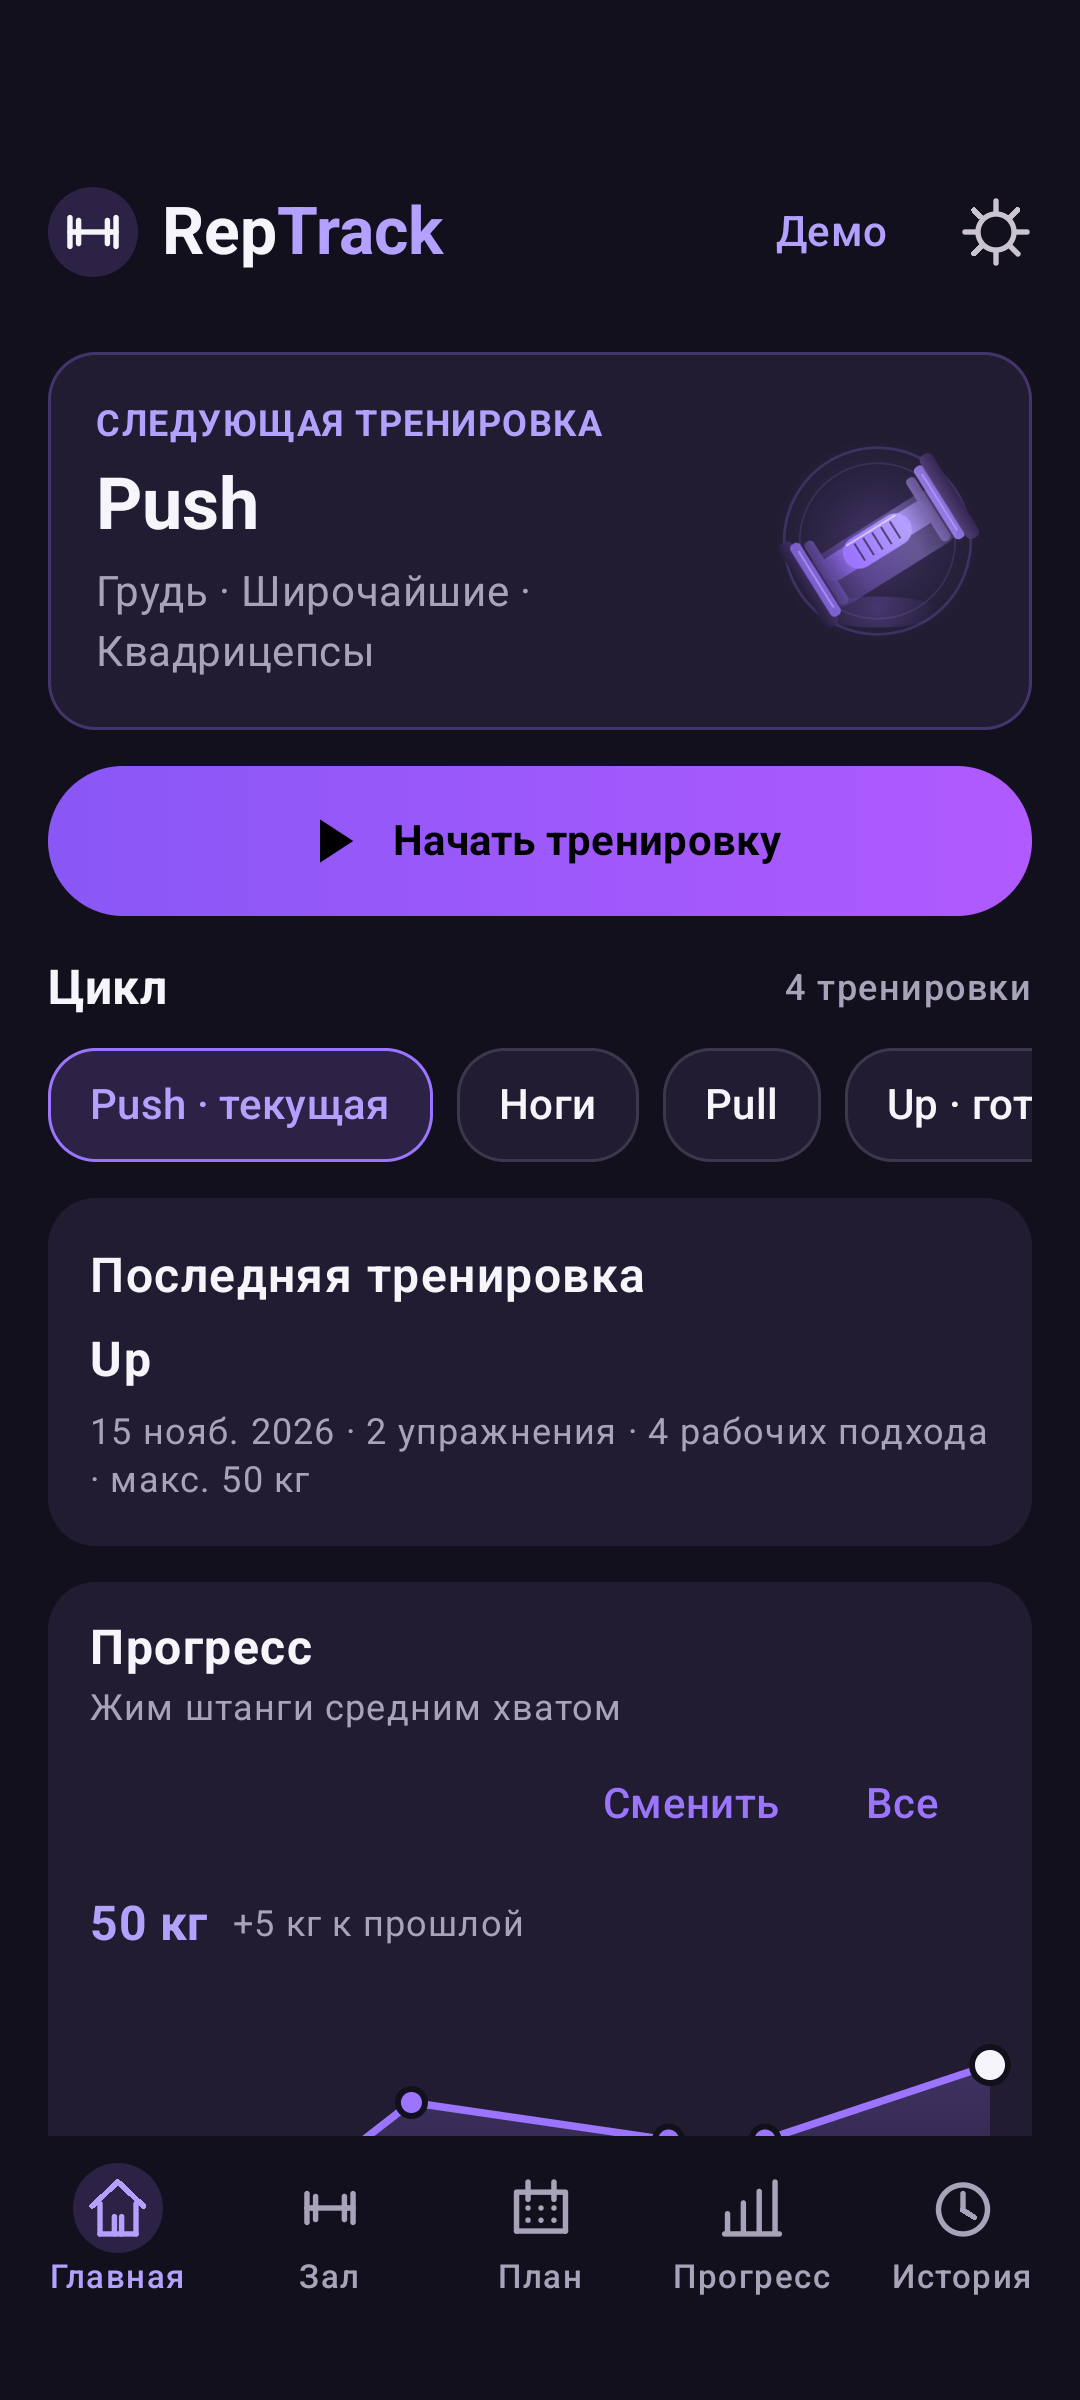 RepTrack
Демо
СЛЕДУЮЩАЯ ТРЕНИРОВКА
Push
Грудь · Широчайшие ·
Квадрицепсы
Начать тренировку
Цикл
4 тренировки
Push · текущая
Ноги
Pull
Up · гот
Последняя тренировка
Up
15 нояб. 2026 · 2 упражнения · 4 рабочих подхода
· макс. 50 кг
Прогресс
Жим штанги средним хватом
Сменить
Все
50 кг +5 кг к прошлой
Главная
Зал
План
Прогресс
История